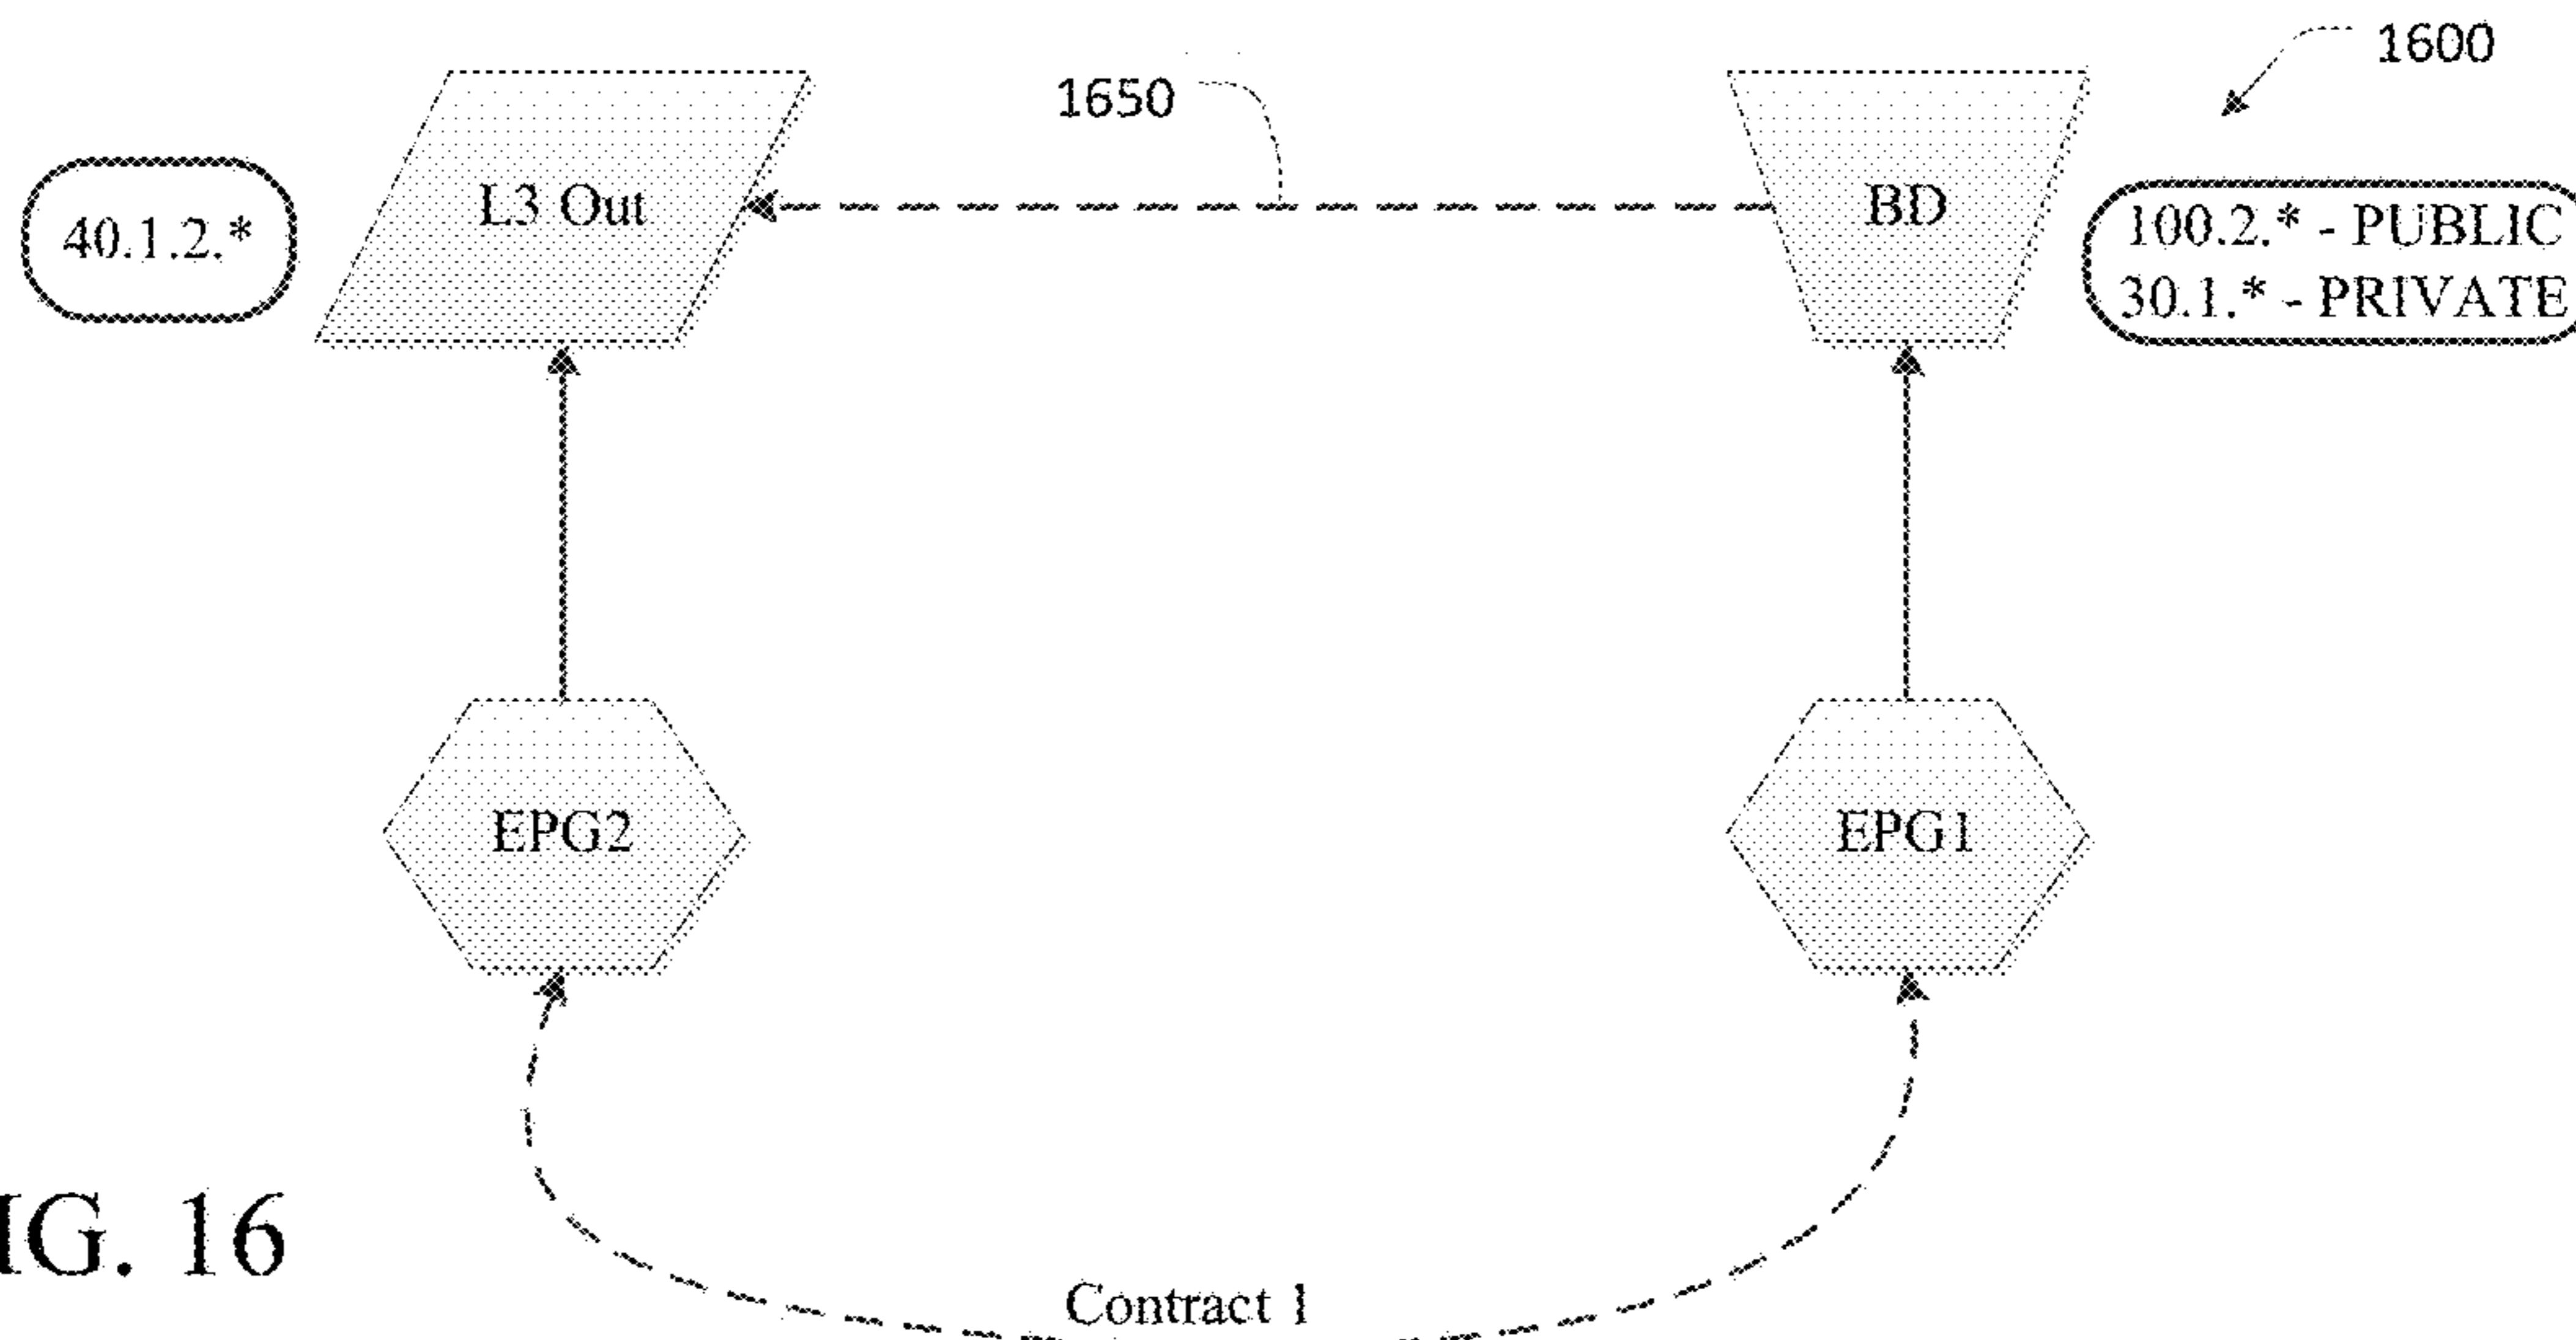 1600
1650
L3 Out
BD
40.1.2.*
100.2.* - PUBLIC
30.1.* - PRIVATE
EPG2
EPG1
IG. 16
Contract 1